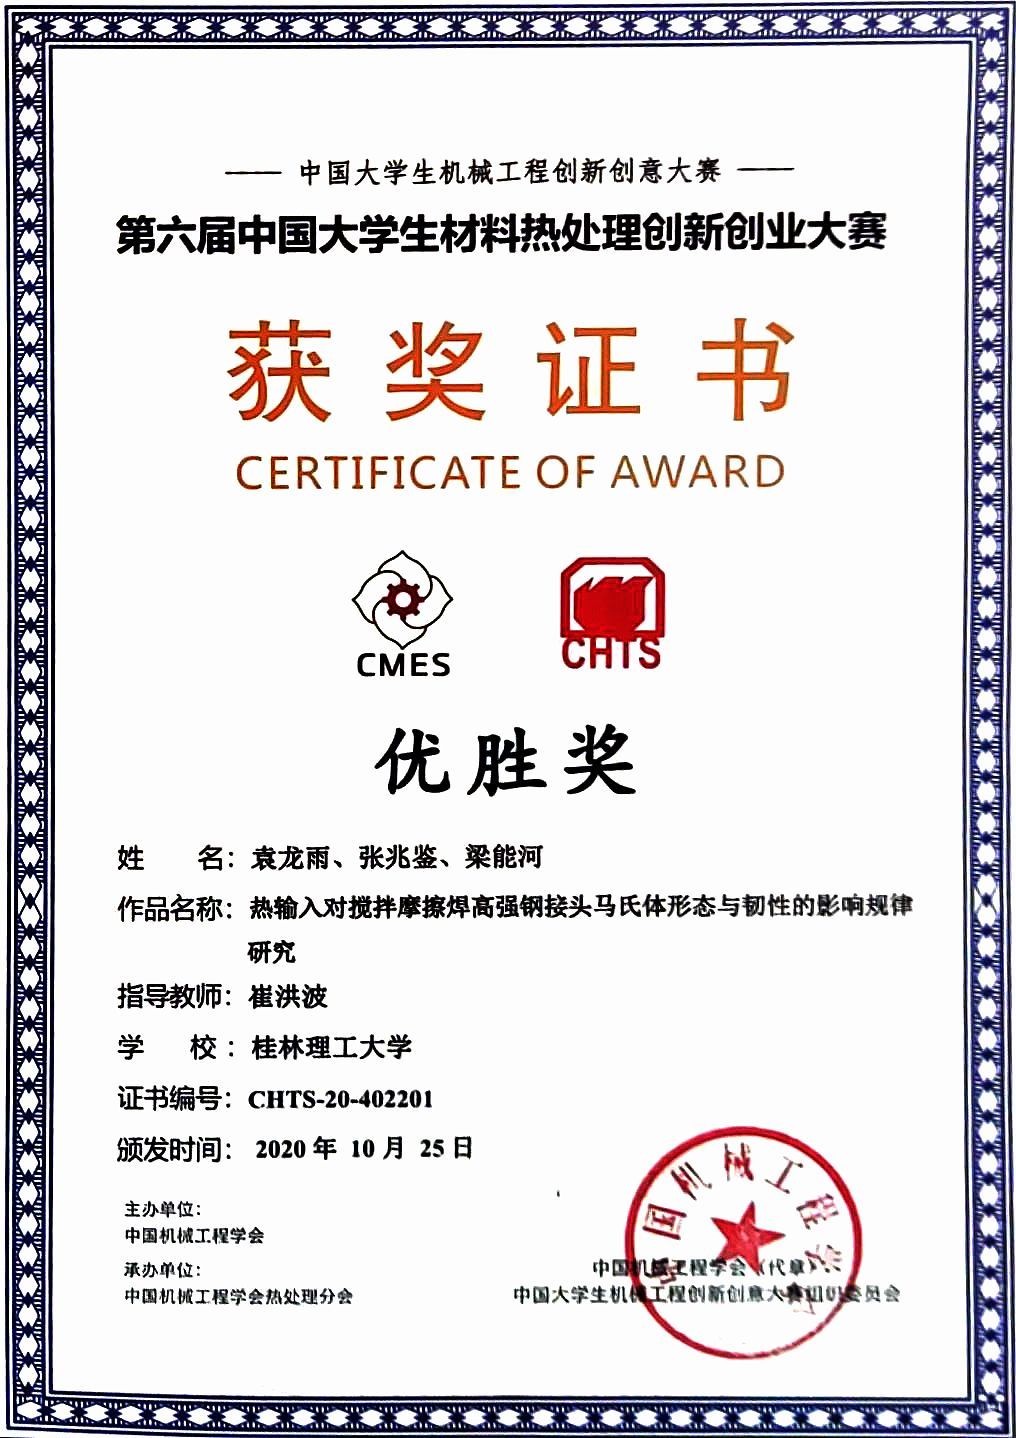 中国大学生机械工程创新创意大赛
第六届中国大学生材料热处理创新创业大赛
获奖证书
CERTIFICATE OF AWARD
CMES
CHTS
优胜奖
姓 名：袁龙雨、张兆鉴、梁能河
作品名称：热输入对搅拌摩擦焊高强钢接头马氏体形态与韧性的影响规律
研究
指导教师：崔洪波
学 校：桂林理工大学
证书编号：CHTS-20-402201
颁发时间：2020 年 10 月 25 日
主办单位：
中国机械工程学会
承办单位：
中国机械工程学会热处理分会
中国机械工程学会（代章）
中国大学生机械工程创新创意大赛组织委员会
中国机械工程学会